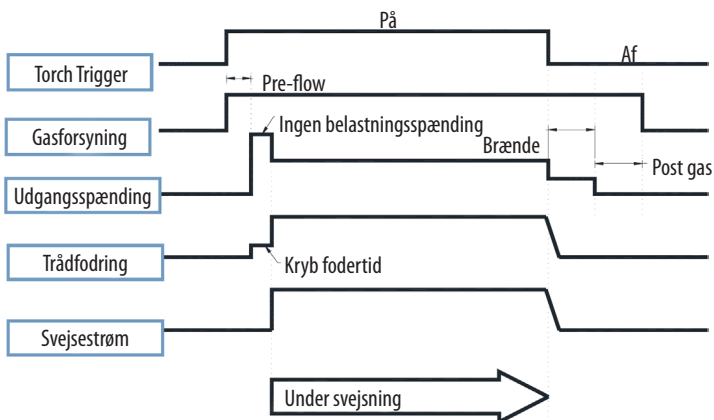 På
Torch Trigger
Af
Pre-flow
Gasforsyning
Ingen belastningsspænding
Brænde
Post gas
Udgangsspænding
Trådfodring
Kryb fodertid
Svejsestrøm
Under svejsning